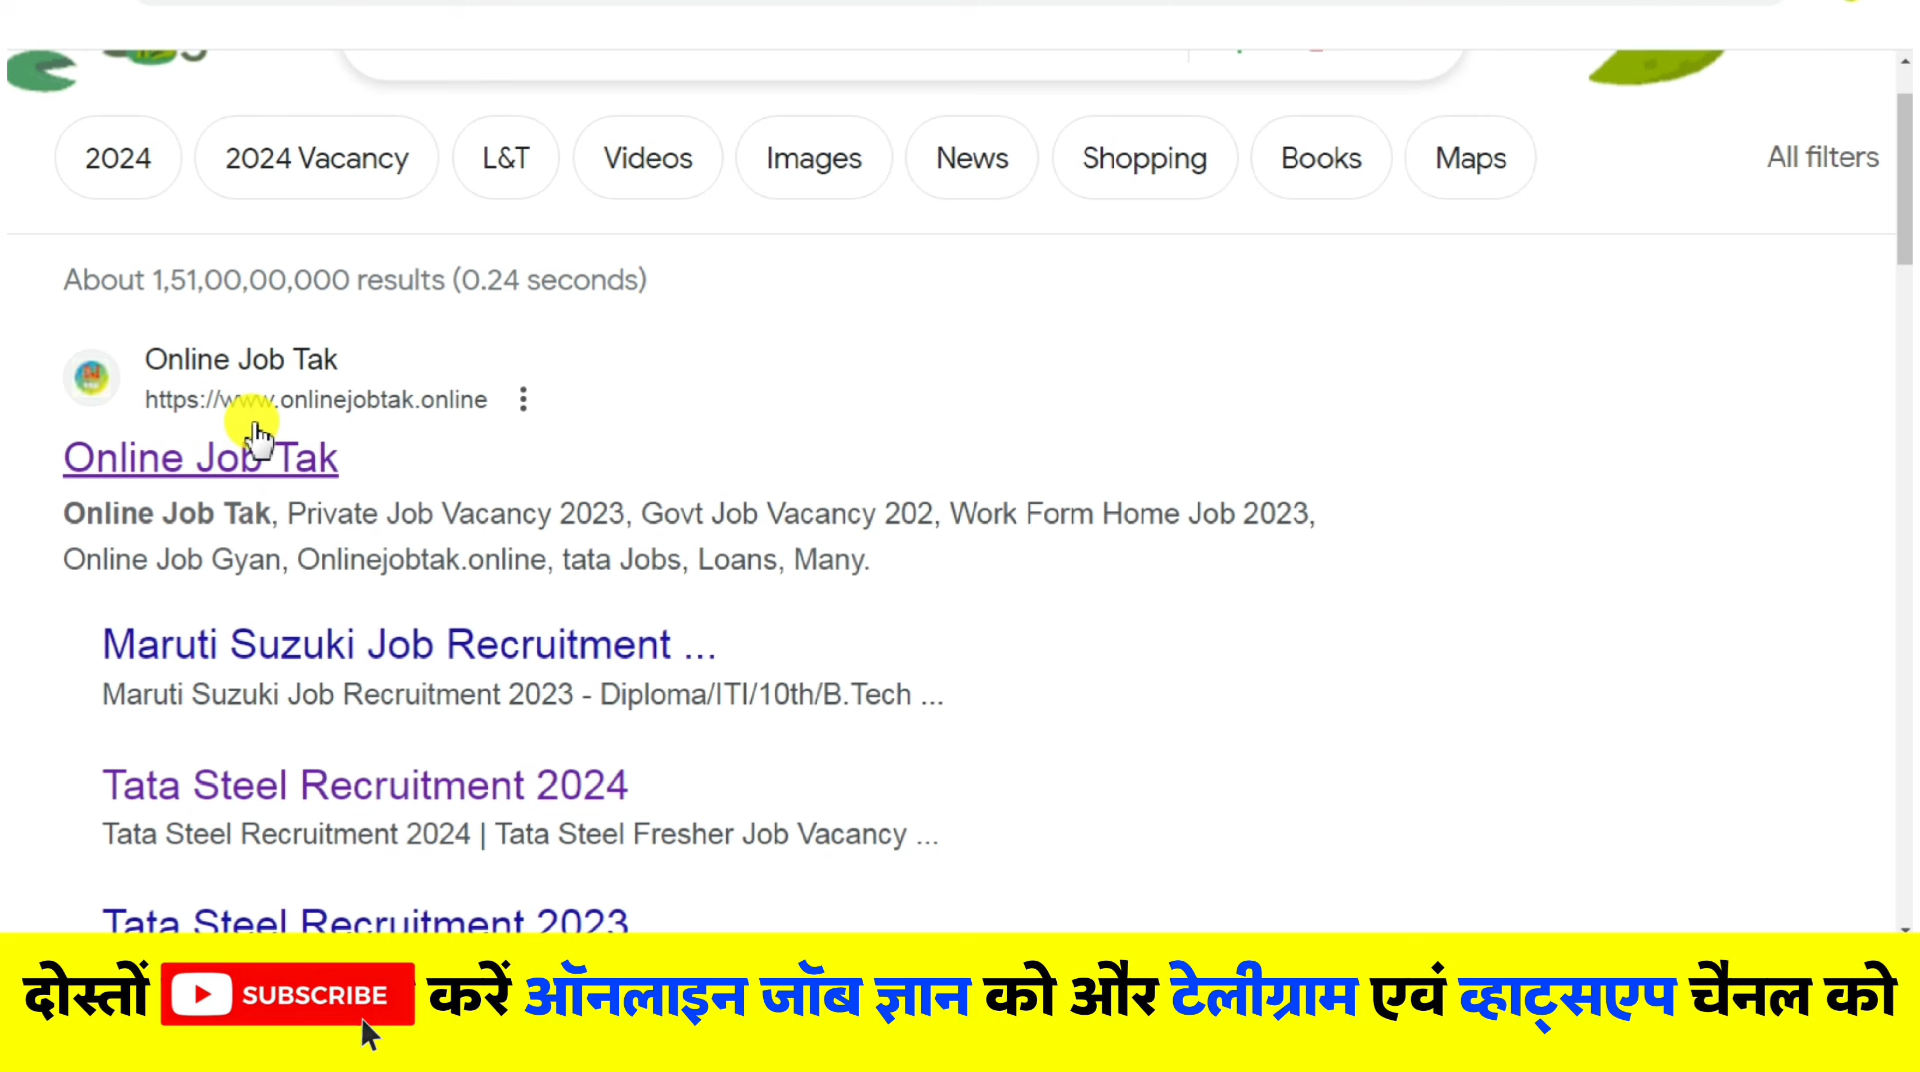 2024
2024 Vacancy
L&T
Videos
Images
News
Shopping
Books
Maps
All filters
About 1,51,00,00,000 results (0.24 seconds)
Online Job Tak
https://www.onlinejobtak.online
Online Job Tak
Online Job Tak, Private Job Vacancy 2023, Govt Job Vacancy 202, Work Form Home Job 2023,
Online Job Gyan, Onlinejobtak.online, tata Jobs, Loans, Many.
Maruti Suzuki Job Recruitment ...
Maruti Suzuki Job Recruitment 2023 - Diploma/ITI/10th/B.Tech ...
Tata Steel Recruitment 2024
Tata Steel Recruitment 2024 | Tata Steel Fresher Job Vacancy ...
Tata Steel Recruitment 2023
दोस्तों SUBSCRIBE करें ऑनलाइन जॉब ज्ञान को और टेलीग्राम एवं व्हाट्सएप चैनल को